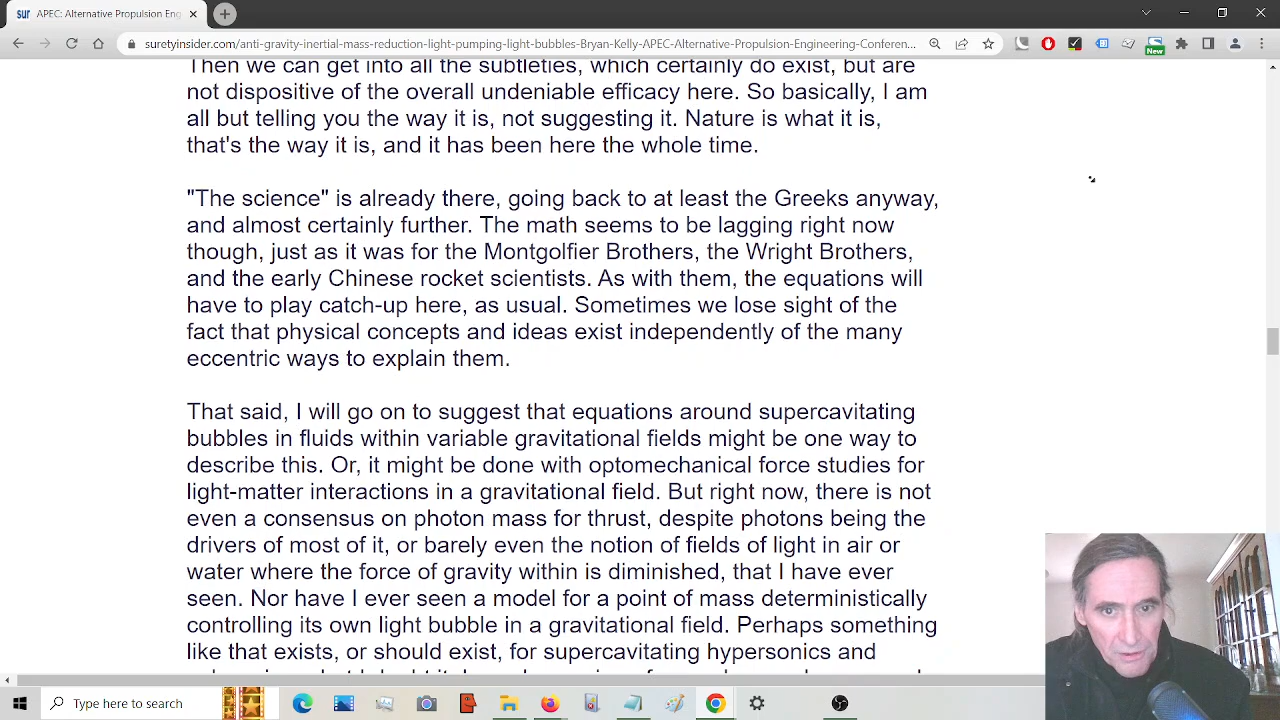 sur APEC: Alternative Propulsion Eng
suretyinsider.com/anti-gravity-inertial-mass-reduction-light-pumping-light-bubbles-Bryan-Kelly-APEC-Alternative-Propulsion-Engineering-Conferen...
New
Then we can get into all the subtleties, which certainly do exist, but are
not dispositive of the overall undeniable efficacy here. So basically, I am
all but telling you the way it is, not suggesting it. Nature is what it is,
that's the way it is, and it has been here the whole time.
"The science" is already there, going back to at least the Greeks anyway,
and almost certainly further. The math seems to be lagging right now
though, just as it was for the Montgolfier Brothers, the Wright Brothers,
and the early Chinese rocket scientists. As with them, the equations will
have to play catch-up here, as usual. Sometimes we lose sight of the
fact that physical concepts and ideas exist independently of the many
eccentric ways to explain them.
That said, I will go on to suggest that equations around supercavitating
bubbles in fluids within variable gravitational fields might be one way to
describe this. Or, it might be done with optomechanical force studies for
light-matter interactions in a gravitational field. But right now, there is not
even a consensus on photon mass for thrust, despite photons being the
drivers of most of it, or barely even the notion of fields of light in air or
water where the force of gravity within is diminished, that I have ever
seen. Nor have I ever seen a model for a point of mass deterministically
controlling its own light bubble in a gravitational field. Perhaps something
like that exists, or should exist, for supercavitating hypersonics and
Type here to search